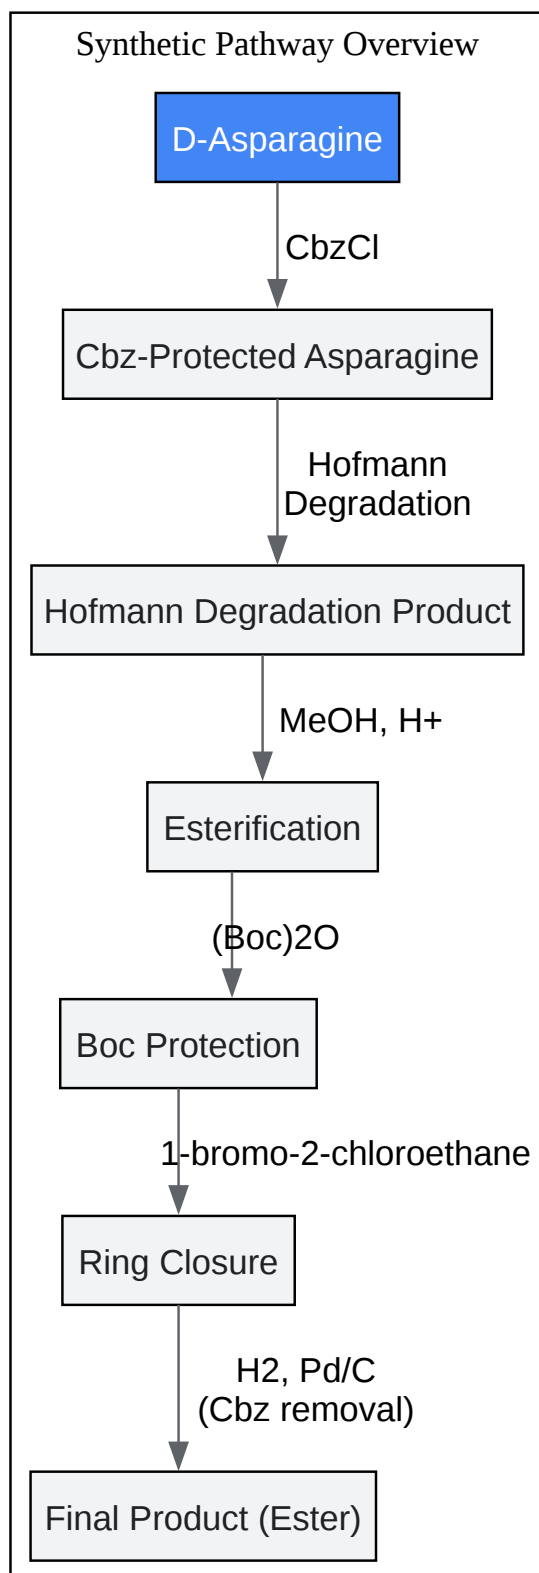 Synthetic Pathway Overview
D-Asparagine
CbzCl
Cbz-Protected Asparagine
Hofmann
Degradation
Hofmann Degradation Product
MeOH, H+
Esterification
(Boc)2O
Boc Protection
1-bromo-2-chloroethane
Ring Closure
H2, Pd/C
(Cbz removal)
Final Product (Ester)